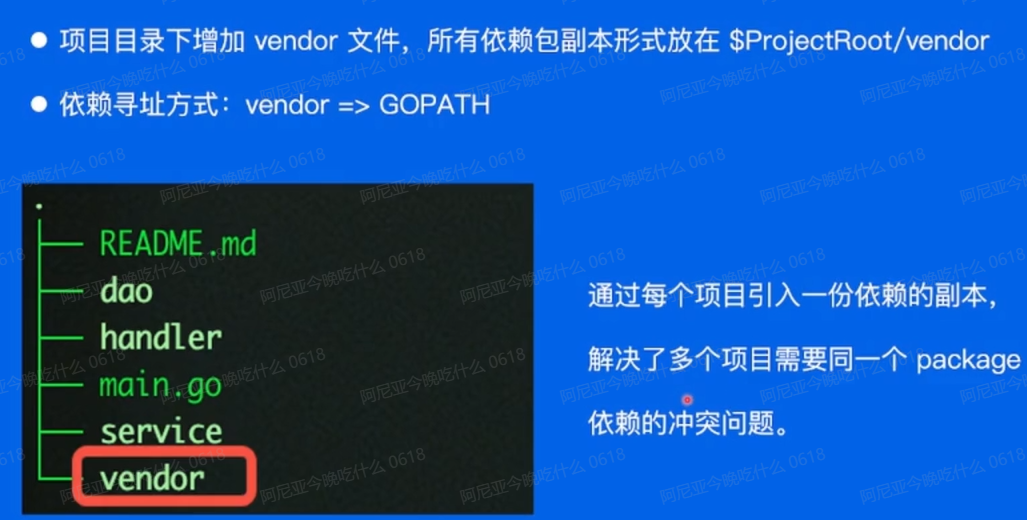 项目目录下增加 vendor 文件，所有依赖包副本形式放在 $ProjectRoot/vendor
依赖寻址方式：vendor => GOPATH
.
README.md
dao
handler
main.go
service
vendor
通过每个项目引入一份依赖的副本，
解决了多个项目需要同一个 package
依赖的冲突问题。
阿尼亚今晚吃什么 0618